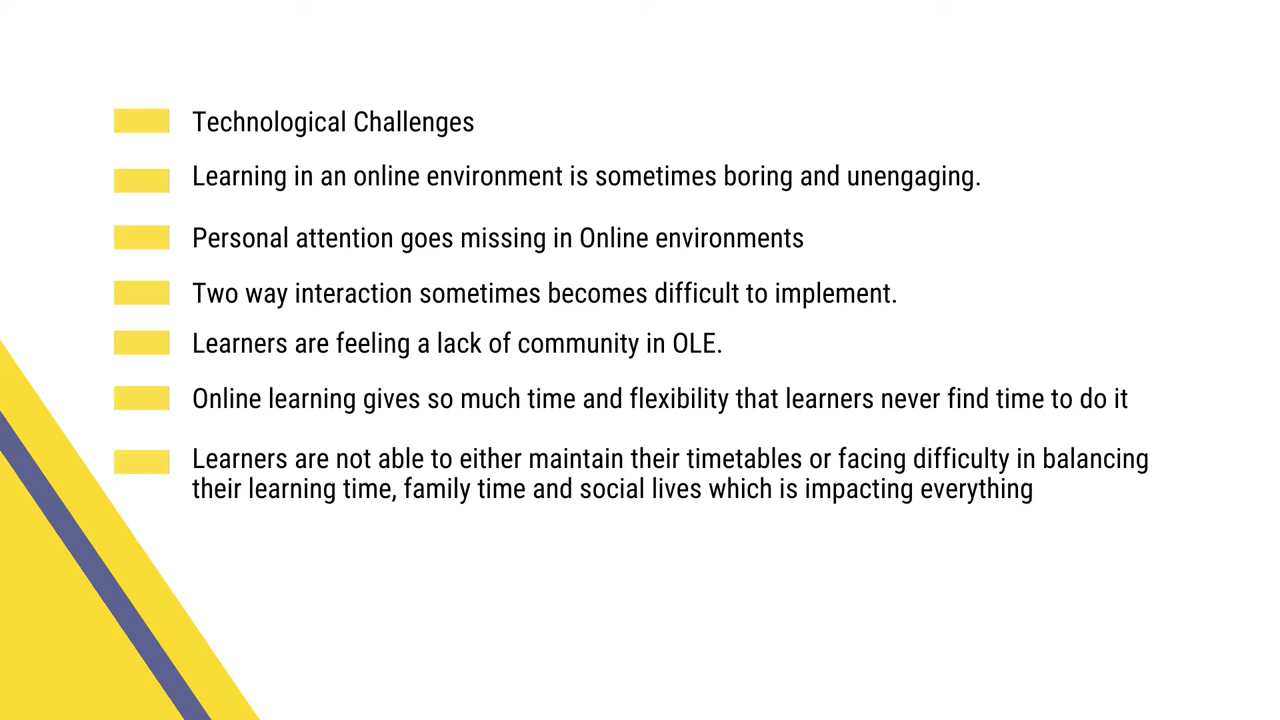 Technological Challenges
Learning in an online environment is sometimes boring and unengaging.
Personal attention goes missing in Online environments
Two way interaction sometimes becomes difficult to implement.
Learners are feeling a lack of community in OLE.
Online learning gives so much time and flexibility that learners never find time to do it
Learners are not able to either maintain their timetables or facing difficulty in balancing
their learning time, family time and social lives which is impacting everything